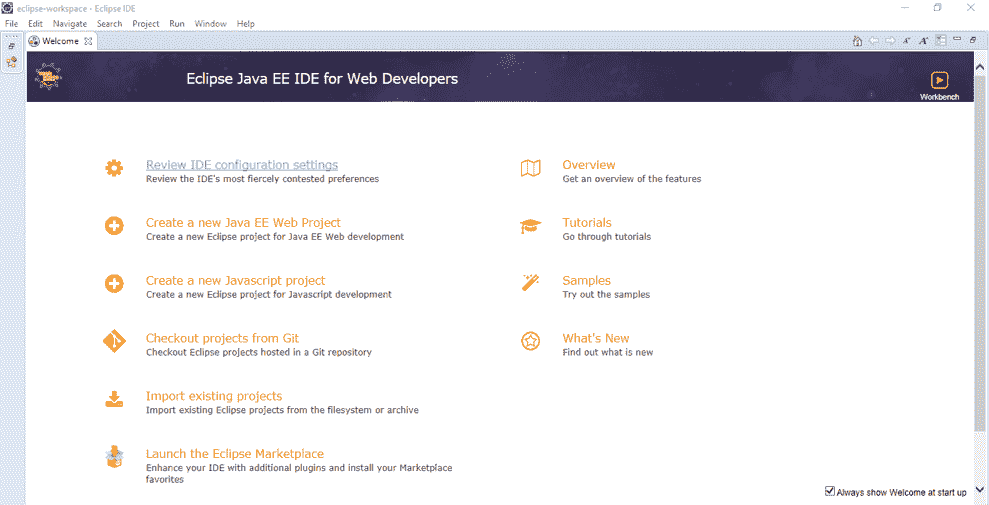 eclipse-workspace - Eclipse IDE
File Edit Navigate Search Project Run Window Help
Welcome
Eclipse Java EE IDE for Web Developers
Workbench
Review IDE configuration settings
Review the IDE's most fiercely contested preferences
Create a new Java EE Web Project
Create a new Eclipse project for Java EE Web development
Create a new Javascript project
Create a new Eclipse project for Javascript development
Checkout projects from Git
Checkout Eclipse projects hosted in a Git repository
Import existing projects
Import existing Eclipse projects from the filesystem or archive
Launch the Eclipse Marketplace
Enhance your IDE with additional plugins and install your Marketplace
favorites
Overview
Get an overview of the features
Tutorials
Go through tutorials
Samples
Try out the samples
What's New
Find out what is new
Always show Welcome at start up